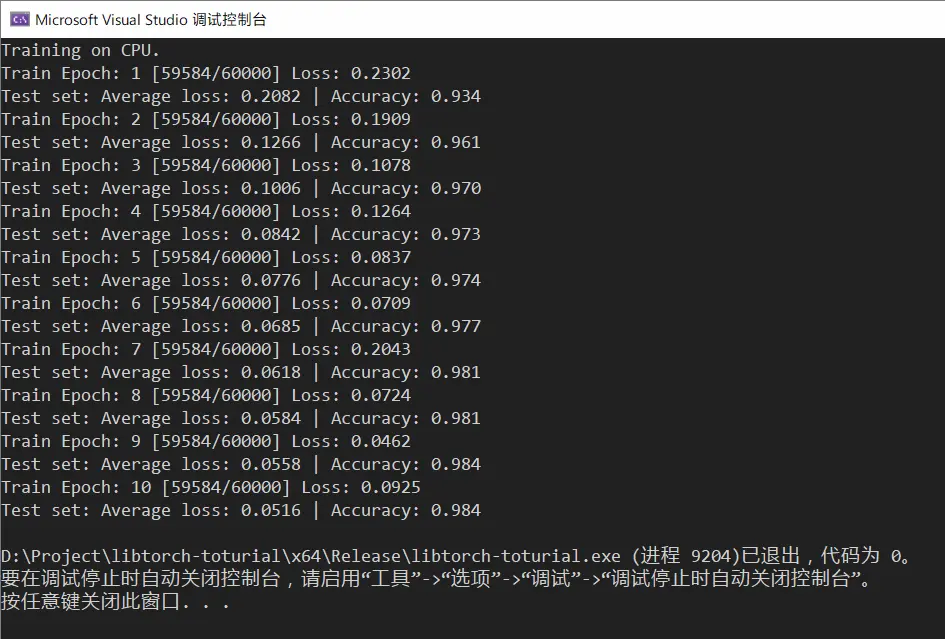 Microsoft Visual Studio 调试控制台
Training on CPU.
Train Epoch: 1 [59584/60000] Loss: 0.2302
Test set: Average loss: 0.2082 | Accuracy: 0.934
Train Epoch: 2 [59584/60000] Loss: 0.1909
Test set: Average loss: 0.1266 | Accuracy: 0.961
Train Epoch: 3 [59584/60000] Loss: 0.1078
Test set: Average loss: 0.1006 | Accuracy: 0.970
Train Epoch: 4 [59584/60000] Loss: 0.1264
Test set: Average loss: 0.0842 | Accuracy: 0.973
Train Epoch: 5 [59584/60000] Loss: 0.0837
Test set: Average loss: 0.0776 | Accuracy: 0.974
Train Epoch: 6 [59584/60000] Loss: 0.0709
Test set: Average loss: 0.0685 | Accuracy: 0.977
Train Epoch: 7 [59584/60000] Loss: 0.2043
Test set: Average loss: 0.0618 | Accuracy: 0.981
Train Epoch: 8 [59584/60000] Loss: 0.0724
Test set: Average loss: 0.0584 | Accuracy: 0.981
Train Epoch: 9 [59584/60000] Loss: 0.0462
Test set: Average loss: 0.0558 | Accuracy: 0.984
Train Epoch: 10 [59584/60000] Loss: 0.0925
Test set: Average loss: 0.0516 | Accuracy: 0.984
D:\Project\libtorch-toturial\x64\Release\libtorch-toturial.exe (进程 9204)已退出，代码为 0。
要在调试停止时自动关闭控制台，请启用“工具”->“选项”->“调试”->“调试停止时自动关闭控制台”。
按任意键关闭此窗口. . .